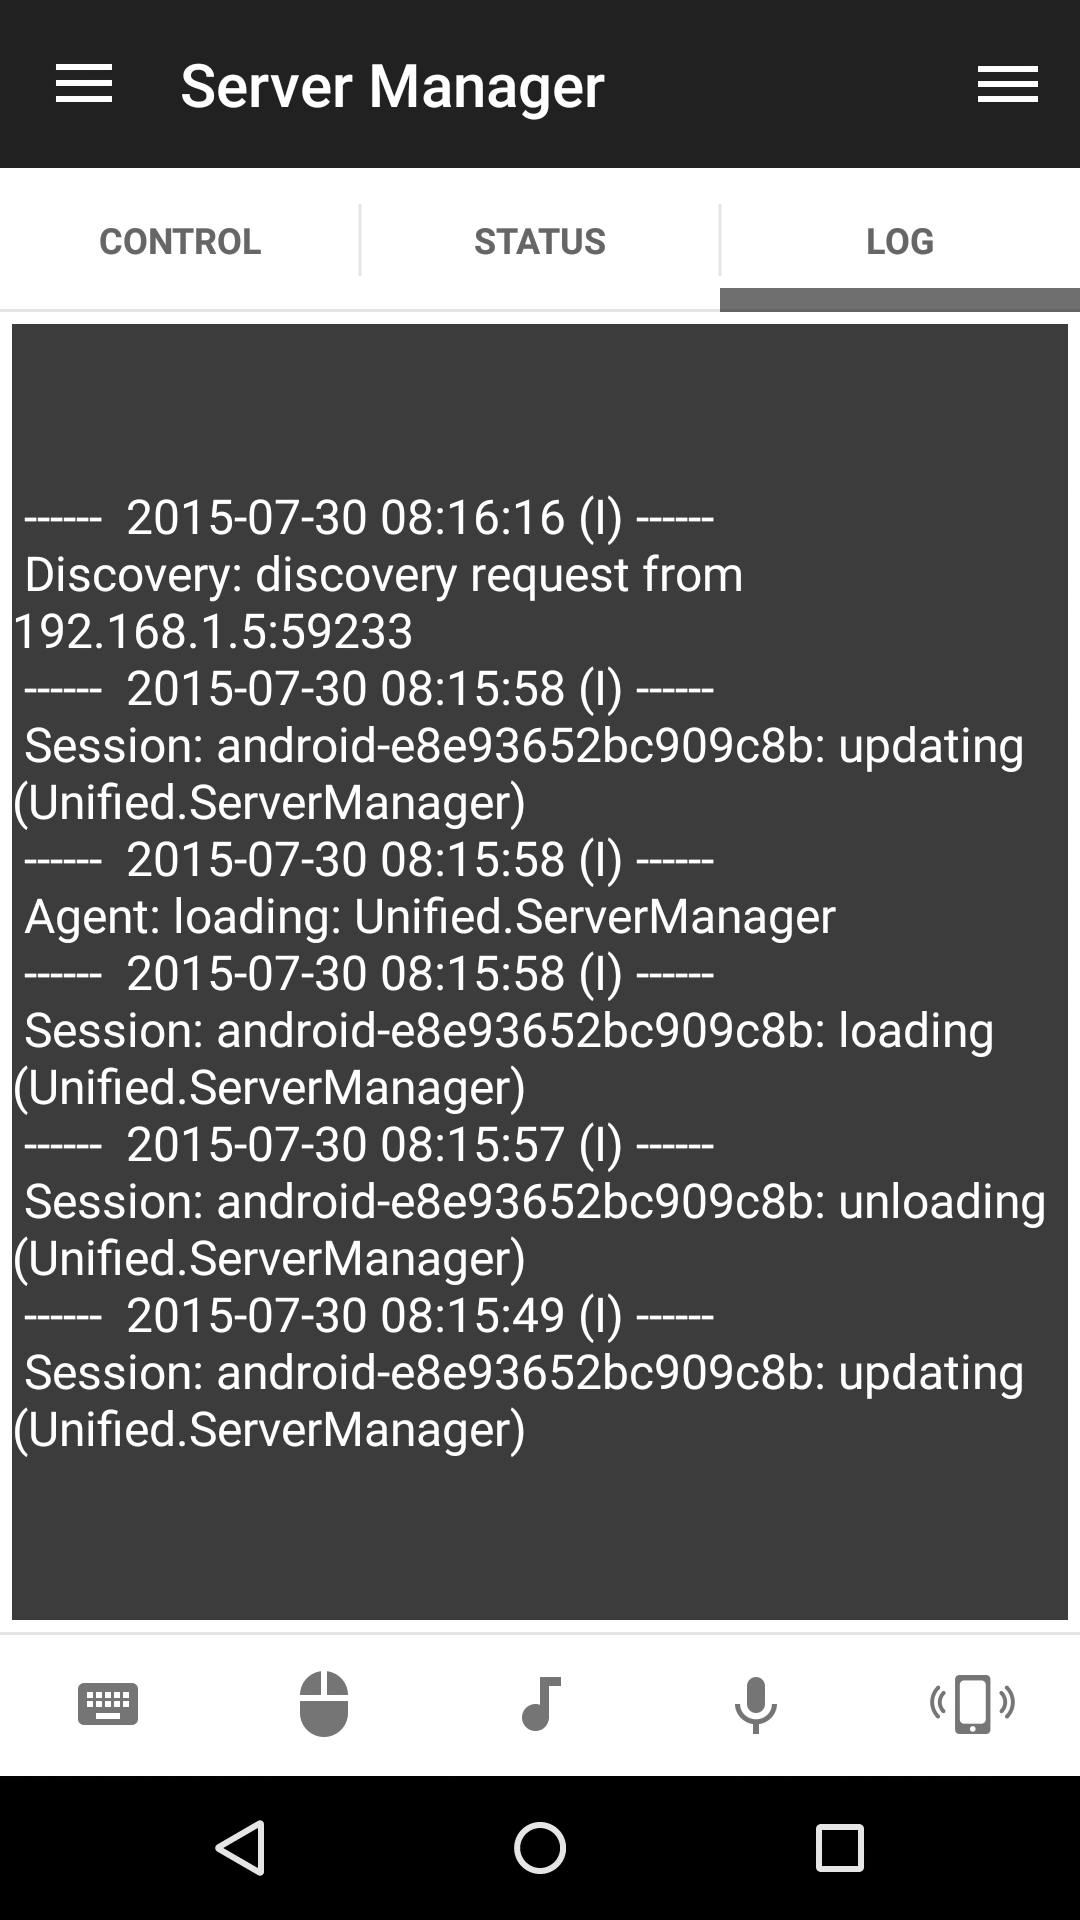 Server Manager
CONTROL
STATUS
LOG
------ 2015-07-30 08:16:16 (I) ------
Discovery: discovery request from
192.168.1.5:59233
------ 2015-07-30 08:15:58 (I) ------
Session: android-e8e93652bc909c8b: updating
(Unified.ServerManager)
------ 2015-07-30 08:15:58 (I) ------
Agent: loading: Unified.ServerManager
------ 2015-07-30 08:15:58 (I) ------
Session: android-e8e93652bc909c8b: loading
(Unified.ServerManager)
------ 2015-07-30 08:15:57 (I) ------
Session: android-e8e93652bc909c8b: unloading
(Unified.ServerManager)
------ 2015-07-30 08:15:49 (I) ------
Session: android-e8e93652bc909c8b: updating
(Unified.ServerManager)